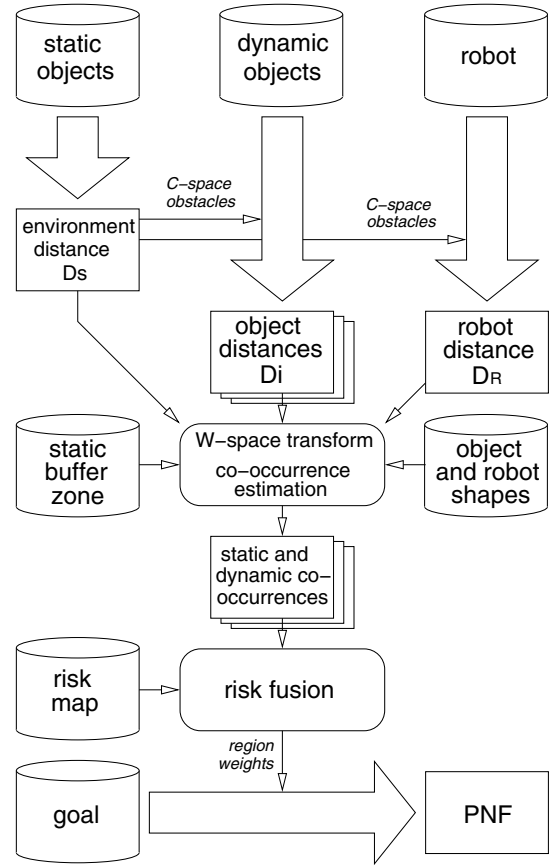 static
objects
dynamic
objects
robot
C−space
obstacles
C−space
obstacles
environment
distance
Ds
object
distances
Di
robot
distance
DR
static
buffer
zone
W−space transform
co−occurrence
estimation
object
and robot
shapes
static and
dynamic co−
occurrences
risk
map
risk fusion
region
weights
goal
PNF